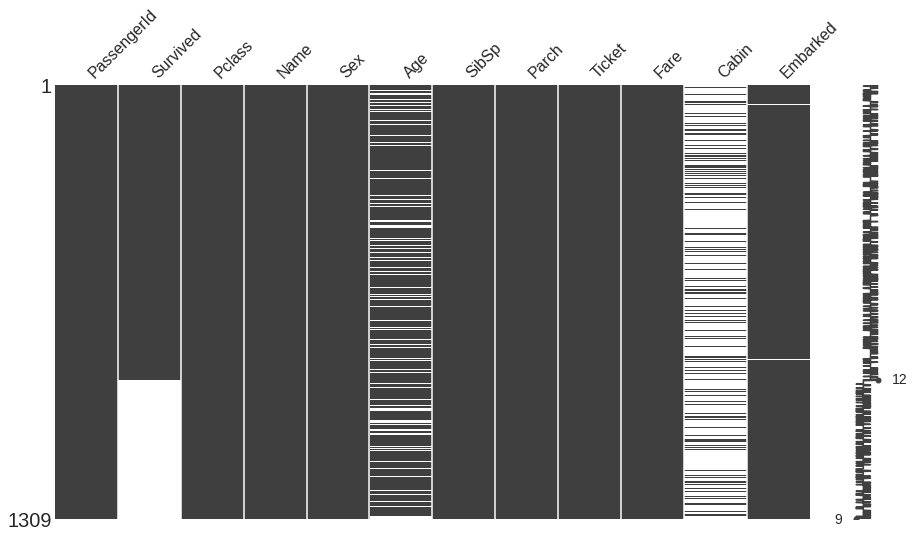 PassengerId
Survived
Pclass
Name
Sex
Age
SibSp
Parch
Ticket
Fare
Cabin
Embarked
1
12
1309
9